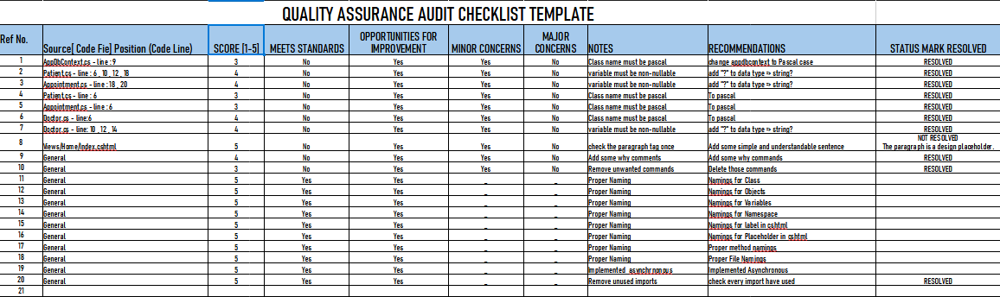 QUALITY ASSURANCE AUDIT CHECKLIST TEMPLATE
Ref No. Source[ Code Fie] Position (Code Line) SCORE [1-5] MEETS STANDARDS OPPORTUNITIES FOR IMPROVEMENT MINOR CONCERNS MAJOR CONCERNS NOTES RECOMMENDATIONS STATUS MARK RESOLVED
1 AppDbContext.cs - line : 9 3 No Yes Yes No Class name must be pascal change appdbcontext to Pascal case RESOLVED
2 Patient.cs - line : 6 , 10 , 12 , 18 4 No Yes Yes No variable must be non-nullable add "?" to data type => string? RESOLVED
3 Appointment.cs - line : 18 , 20 4 No Yes Yes No variable must be non-nullable add "?" to data type => string? RESOLVED
4 Patient.cs - line : 6 3 No Yes Yes No Class name must be pascal To pascal RESOLVED
5 Appointment.cs - line : 6 3 No Yes Yes No Class name must be pascal To pascal RESOLVED
6 Doctor.cs - line:6 4 No Yes Yes No Class name must be pascal To pascal RESOLVED
7 Doctor.cs - line: 10 , 12 , 14 4 No Yes Yes No variable must be non-nullable add "?" to data type => string? RESOLVED
8 Views/Home/Index.cshtml 5 No Yes Yes No check the paragraph tag once Add some simple and understandable sentence NOT RESOLVED The paragraph is a design placeholder.
9 General 4 No Yes Yes No Add some why comments Add some why commands RESOLVED
10 General 3 No Yes Yes No Remove unwanted commands Delete those commands RESOLVED
11 General 5 Yes Yes _ _ Proper Naming Namings for Class
12 General 5 Yes Yes _ _ Proper Naming Namings for Objects
13 General 5 Yes Yes _ _ Proper Naming Namings for Variables
14 General 5 Yes Yes _ _ Proper Naming Namings for Namespace
15 General 5 Yes Yes _ _ Proper Naming Namings for label in cshtml
16 General 5 Yes Yes _ _ Proper Naming Namings for Placeholder in cshtml
17 General 5 Yes Yes _ _ Proper Naming Proper method namings
18 General 5 Yes Yes _ _ Proper Naming Proper File Namings
19 General 5 Yes Yes _ _ Implemented asynchrnonous Implemented Asynchronous
20 General 5 Yes Yes _ _ Remove unused imports check every import have used RESOLVED
21